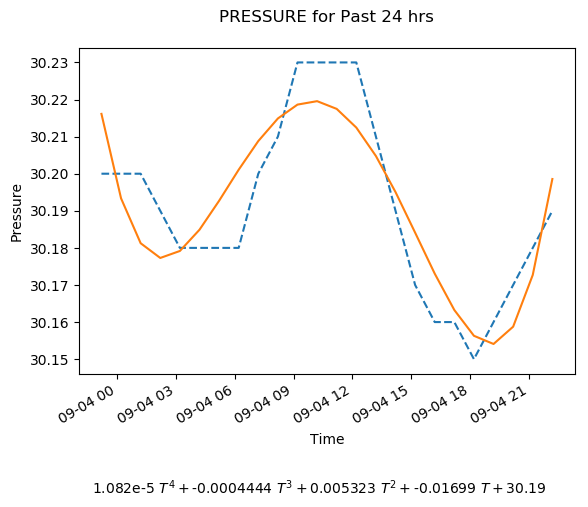 PRESSURE for Past 24 hrs
30.23
30.22
30.21
30.20
30.19
30.18
30.17
30.16
30.15
Pressure
09-04 00 09-04 03 09-04 06 09-04 09 09-04 12 09-04 15 09-04 18 09-04 21
Time
1.082e-5 T⁴ + -0.0004444 T³ + 0.005323 T² + -0.01699 T + 30.19